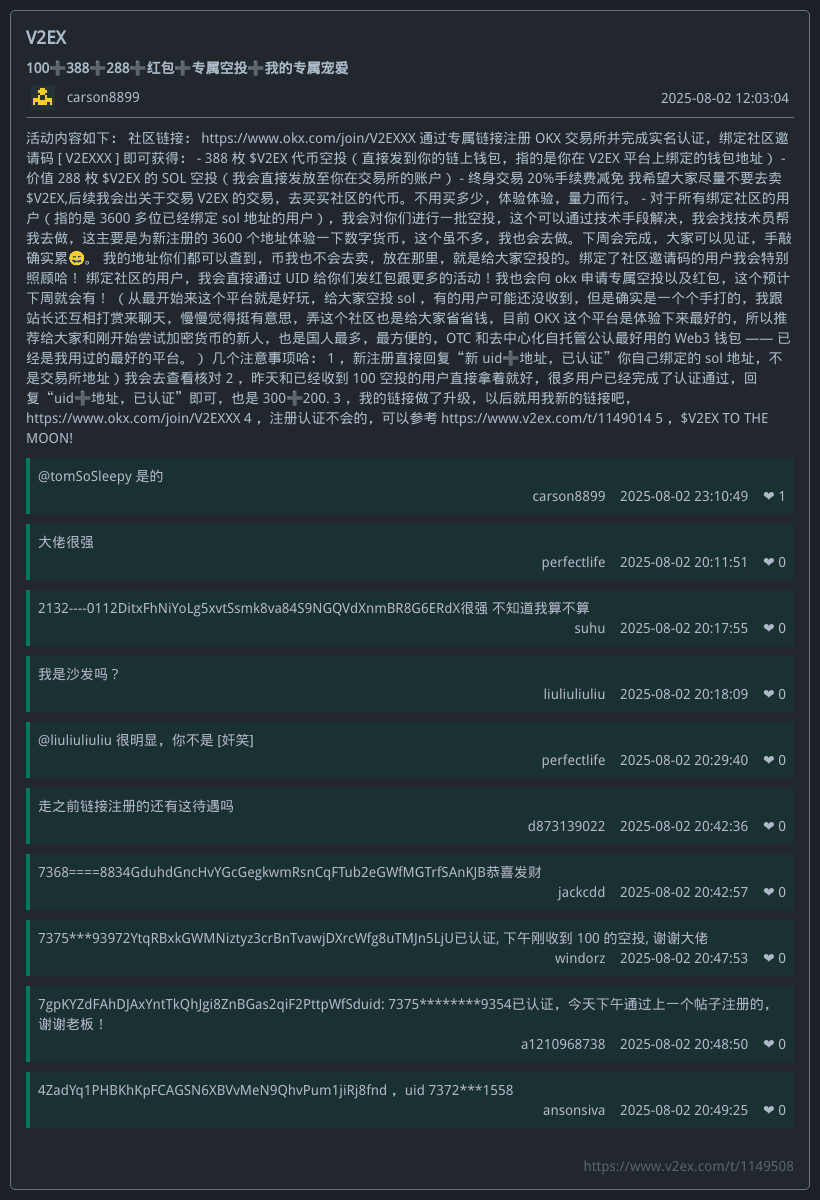 V2EX
100➕388➕288➕红包➕专属空投➕我的专属宠爱
carson8899 2025-08-02 12:03:04
活动内容如下： 社区链接： https://www.okx.com/join/V2EXXX 通过专属链接注册 OKX 交易所并完成实名认证，绑定社区邀
请码 [ V2EXXX ] 即可获得： - 388 枚 $V2EX 代币空投（直接发到你的链上钱包，指的是你在 V2EX 平台上绑定的钱包地址） -
价值 288 枚 $V2EX 的 SOL 空投（我会直接发放至你在交易所的账户） - 终身交易 20%手续费减免 我希望大家尽量不要去卖
$V2EX,后续我会出关于交易 V2EX 的交易，去买买社区的代币。不用买多少，体验体验，量力而行。 - 对于所有绑定社区的用
户（指的是 3600 多位已经绑定 sol 地址的用户），我会对你们进行一批空投，这个可以通过技术手段解决，我会找技术员帮
我去做，这主要是为新注册的 3600 个地址体验一下数字货币，这个虽不多，我也会去做。下周会完成，大家可以见证，手敲
确实累😄。 我的地址你们都可以查到，币我也不会去卖，放在那里，就是给大家空投的。绑定了社区邀请码的用户我会特别
照顾哈！ 绑定社区的用户，我会直接通过 UID 给你们发红包跟更多的活动！我也会向 okx 申请专属空投以及红包，这个预计
下周就会有！ （从最开始来这个平台就是好玩，给大家空投 sol ，有的用户可能还没收到，但是确实是一个个手打的，我跟
站长还互相打赏来聊天，慢慢觉得挺有意思，弄这个社区也是给大家省省钱，目前 OKX 这个平台是体验下来最好的，所以推
荐给大家和刚开始尝试加密货币的新人，也是国人最多，最方便的，OTC 和去中心化自托管公认最好用的 Web3 钱包 —— 已
经是我用过的最好的平台。 ）几个注意事项哈： 1 ，新注册直接回复“新 uid➕地址，已认证”你自己绑定的 sol 地址，不
是交易所地址）我会去查看核对 2 ，昨天和已经收到 100 空投的用户直接拿着就好，很多用户已经完成了认证通过，回
复“uid➕地址，已认证”即可，也是 300➕200. 3 ，我的链接做了升级，以后就用我新的链接吧，
https://www.okx.com/join/V2EXXX 4 ，注册认证不会的，可以参考 https://www.v2ex.com/t/1149014 5 ，$V2EX TO THE
MOON!
@tomSoSleepy 是的
carson8899 2025-08-02 23:10:49 ❤ 1
大佬很强
perfectlife 2025-08-02 20:11:51 ❤ 0
2132----0112DitxFhNiYoLg5xvtSsmk8va84S9NGQVdXnmBR8G6ERdX很强 不知道我算不算
suhu 2025-08-02 20:17:55 ❤ 0
我是沙发吗？
liuliuliuliu 2025-08-02 20:18:09 ❤ 0
@liuliuliuliu 很明显，你不是 [奸笑]
perfectlife 2025-08-02 20:29:40 ❤ 0
走之前链接注册的还有这待遇吗
d873139022 2025-08-02 20:42:36 ❤ 0
7368====8834GduhdGncHvYGcGegkwmRsnCqFTub2eGWfMGTrfSAnKJB恭喜发财
jackcdd 2025-08-02 20:42:57 ❤ 0
7375***93972YtqRBxkGWMNiztyz3crBnTvawjDXrcWfg8uTMJn5LjU已认证, 下午刚收到 100 的空投, 谢谢大佬
windorz 2025-08-02 20:47:53 ❤ 0
7gpKYZdFAhDJAxYntTkQhJgi8ZnBGas2qiF2PttpWfSduid: 7375********9354已认证，今天下午通过上一个帖子注册的，
谢谢老板！
a1210968738 2025-08-02 20:48:50 ❤ 0
4ZadYq1PHBKhKpFCAGSN6XBVvMeN9QhvPum1jiRj8fnd ，uid 7372***1558
ansonsiva 2025-08-02 20:49:25 ❤ 0
https://www.v2ex.com/t/1149508